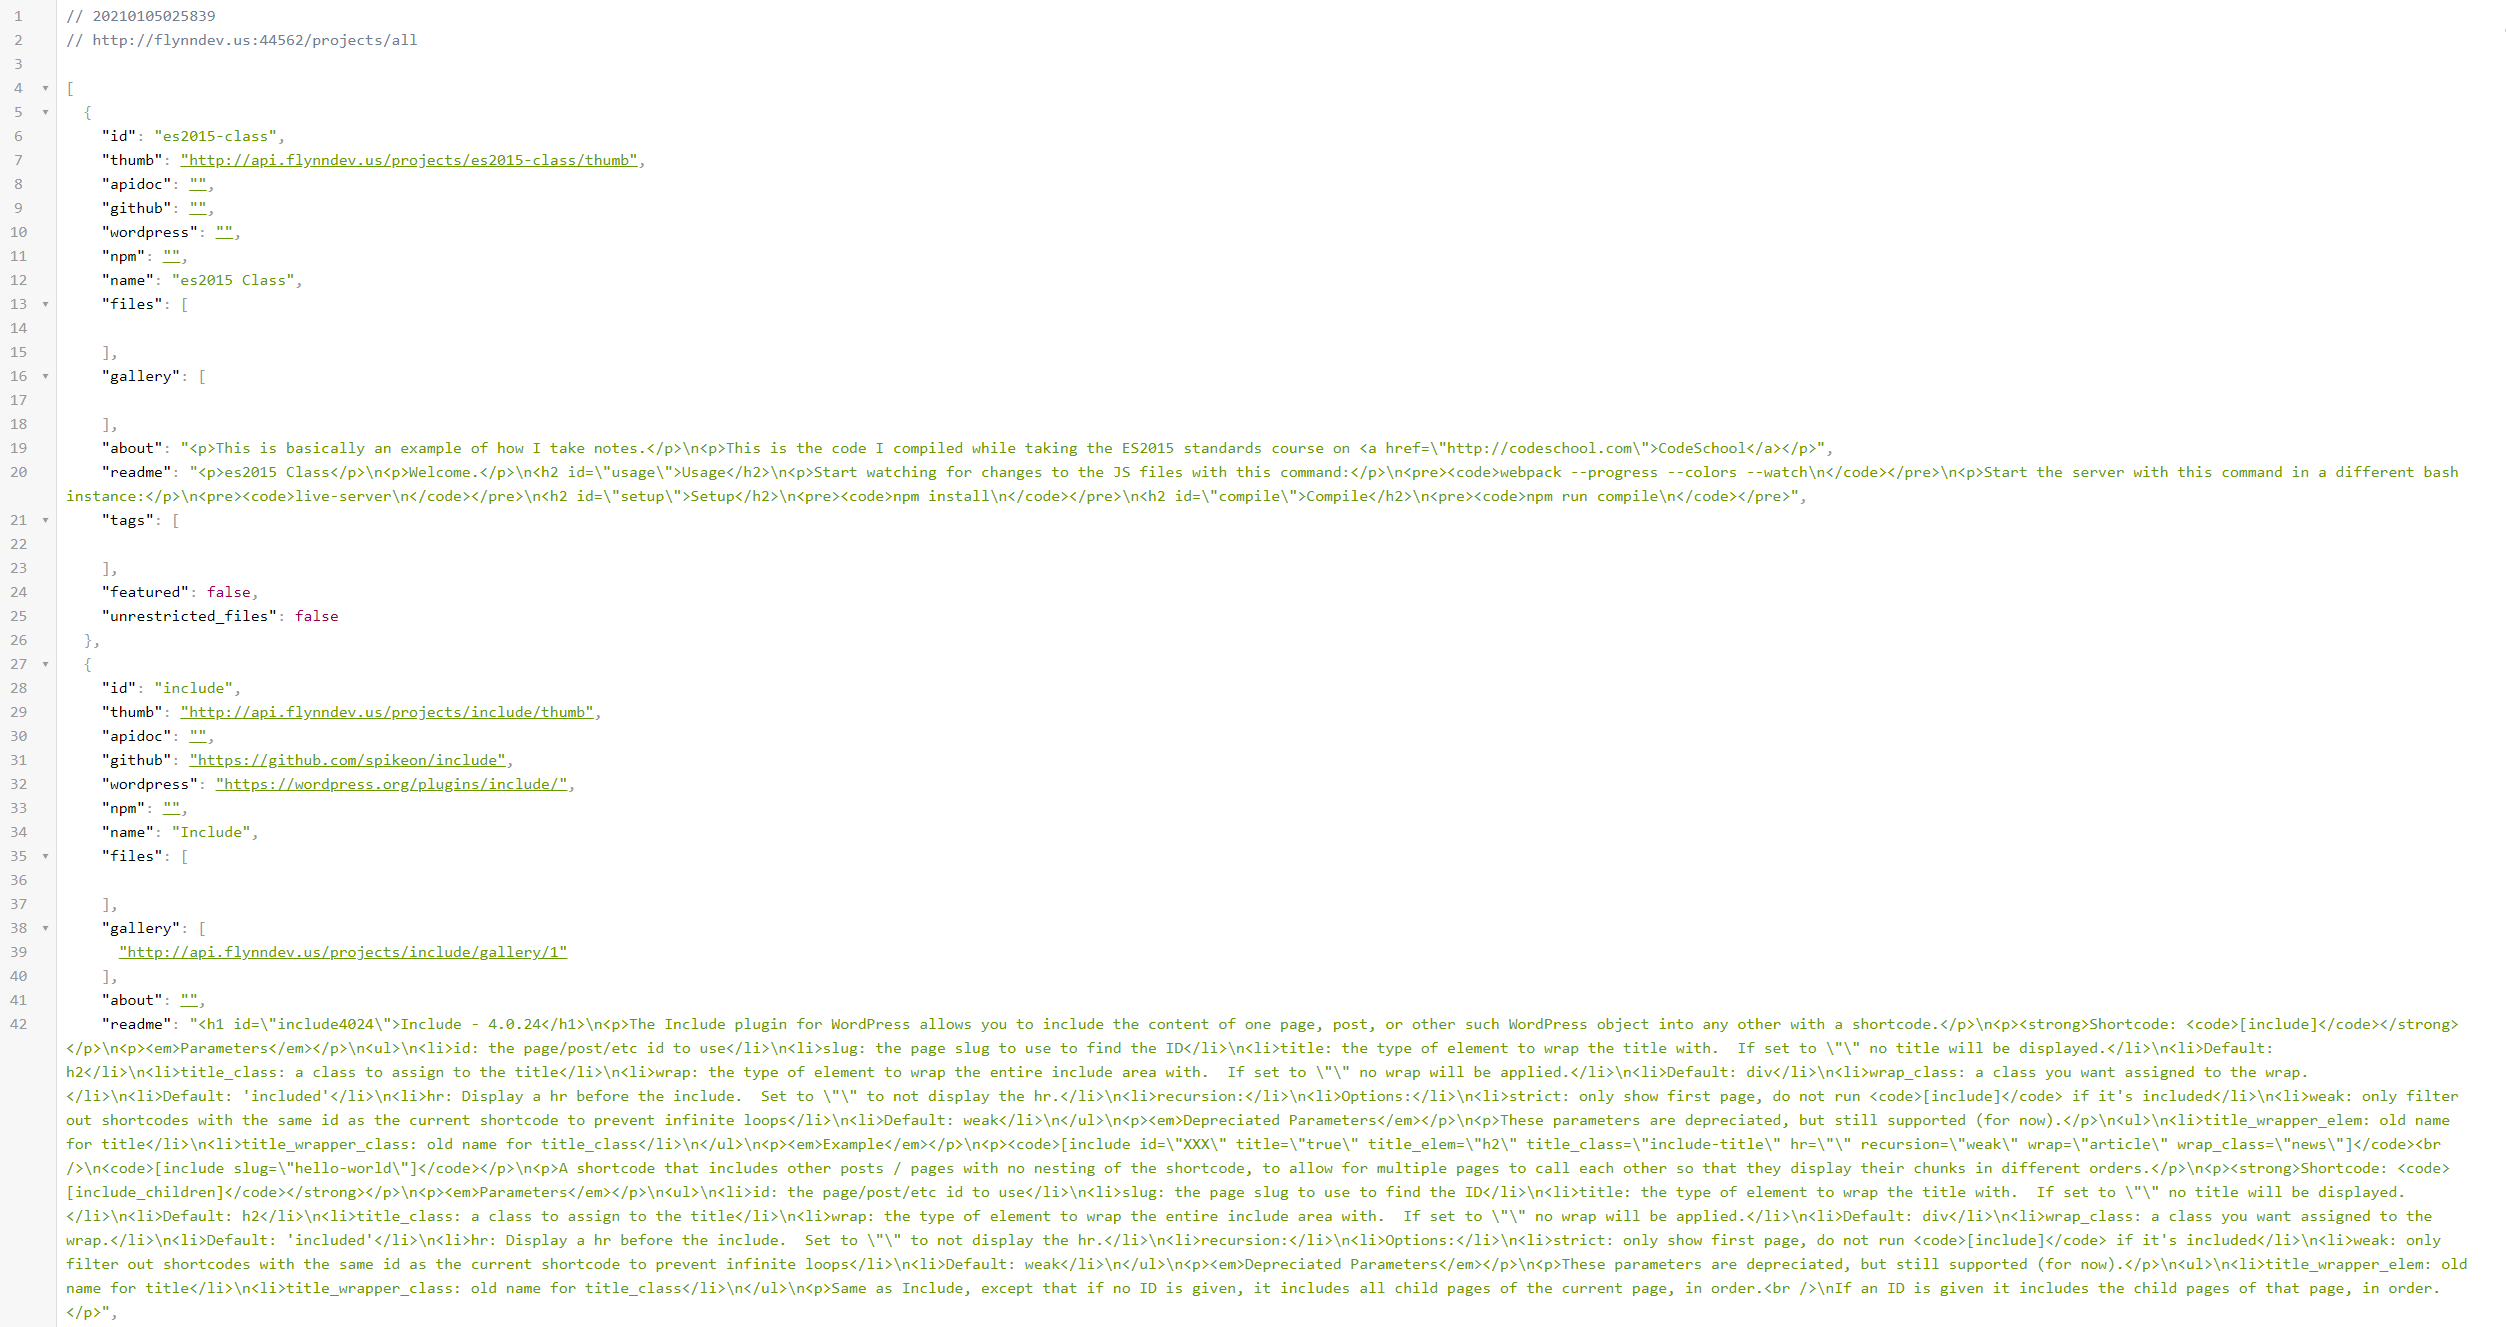 1 // 20210105025839
2 // http://flynndev.us:44562/projects/all
3
4 [
5 {
6 "id": "es2015-class",
7 "thumb": "http://api.flynndev.us/projects/es2015-class/thumb",
8 "apidoc": "",
9 "github": "",
10 "wordpress": "",
11 "npm": "",
12 "name": "es2015 Class",
13 "files": [
14
15 ],
16 "gallery": [
17
18 ],
19 "about": "<p>This is basically an example of how I take notes.</p>\n<p>This is the code I compiled while taking the ES2015 standards course on <a href=\"http://codeschool.com\">CodeSchool</a></p>",
20 "readme": "<p>es2015 Class</p>\n<p>Welcome.</p>\n<h2 id=\"usage\">Usage</h2>\n<p>Start watching for changes to the JS files with this command:</p>\n<pre><code>webpack --progress --colors --watch\n</code></pre>\n<p>Start the server with this command in a different bash
instance:</p>\n<pre><code>live-server\n</code></pre>\n<h2 id=\"setup\">Setup</h2>\n<pre><code>npm install\n</code></pre>\n<h2 id=\"compile\">Compile</h2>\n<pre><code>npm run compile\n</code></pre>",
21 "tags": [
22
23 ],
24 "featured": false,
25 "unrestricted_files": false
26 },
27 {
28 "id": "include",
29 "thumb": "http://api.flynndev.us/projects/include/thumb",
30 "apidoc": "",
31 "github": "https://github.com/spikeon/include",
32 "wordpress": "https://wordpress.org/plugins/include/",
33 "npm": "",
34 "name": "Include",
35 "files": [
36
37 ],
38 "gallery": [
39 "http://api.flynndev.us/projects/include/gallery/1"
40 ],
41 "about": "",
42 "readme": "<h1 id=\"include4024\">Include - 4.0.24</h1>\n<p>The Include plugin for WordPress allows you to include the content of one page, post, or other such WordPress object into any other with a shortcode.</p>\n<p><strong>Shortcode: <code>[include]</code></strong>
</p>\n<p><em>Parameters</em></p>\n<ul>\n<li>id: the page/post/etc id to use</li>\n<li>slug: the page slug to use to find the ID</li>\n<li>title: the type of element to wrap the title with.  If set to \"\" no title will be displayed.</li>\n<li>Default:
h2</li>\n<li>title_class: a class to assign to the title</li>\n<li>wrap: the type of element to wrap the entire include area with.  If set to \"\" no wrap will be applied.</li>\n<li>Default: div</li>\n<li>wrap_class: a class you want assigned to the wrap.
</li>\n<li>Default: 'included'</li>\n<li>hr: Display a hr before the include.  Set to \"\" to not display the hr.</li>\n<li>recursion:</li>\n<li>Options:</li>\n<li>strict: only show first page, do not run <code>[include]</code> if it's included</li>\n<li>weak: only filter
out shortcodes with the same id as the current shortcode to prevent infinite loops</li>\n<li>Default: weak</li>\n</ul>\n<p><em>Depreciated Parameters</em></p>\n<p>These parameters are depreciated, but still supported (for now).</p>\n<ul>\n<li>title_wrapper_elem: old name
for title</li>\n<li>title_wrapper_class: old name for title_class</li>\n</ul>\n<p><em>Example</em></p>\n<p><code>[include id=\"XXX\" title=\"true\" title_elem=\"h2\" title_class=\"include-title\" hr=\"\" recursion=\"weak\" wrap=\"article\" wrap_class=\"news\"]</code><br
/>\n<code>[include slug=\"hello-world\"]</code></p>\n<p>A shortcode that includes other posts / pages with no nesting of the shortcode, to allow for multiple pages to call each other so that they display their chunks in different orders.</p>\n<p><strong>Shortcode: <code>
[include_children]</code></strong></p>\n<p><em>Parameters</em></p>\n<ul>\n<li>id: the page/post/etc id to use</li>\n<li>slug: the page slug to use to find the ID</li>\n<li>title: the type of element to wrap the title with.  If set to \"\" no title will be displayed.
</li>\n<li>Default: h2</li>\n<li>title_class: a class to assign to the title</li>\n<li>wrap: the type of element to wrap the entire include area with.  If set to \"\" no wrap will be applied.</li>\n<li>Default: div</li>\n<li>wrap_class: a class you want assigned to the
wrap.</li>\n<li>Default: 'included'</li>\n<li>hr: Display a hr before the include.  Set to \"\" to not display the hr.</li>\n<li>recursion:</li>\n<li>Options:</li>\n<li>strict: only show first page, do not run <code>[include]</code> if it's included</li>\n<li>weak: only
filter out shortcodes with the same id as the current shortcode to prevent infinite loops</li>\n<li>Default: weak</li>\n</ul>\n<p><em>Depreciated Parameters</em></p>\n<p>These parameters are depreciated, but still supported (for now).</p>\n<ul>\n<li>title_wrapper_elem: old
name for title</li>\n<li>title_wrapper_class: old name for title_class</li>\n</ul>\n<p>Same as Include, except that if no ID is given, it includes all child pages of the current page, in order.<br />\nIf an ID is given it includes the child pages of that page, in order.
</p>",